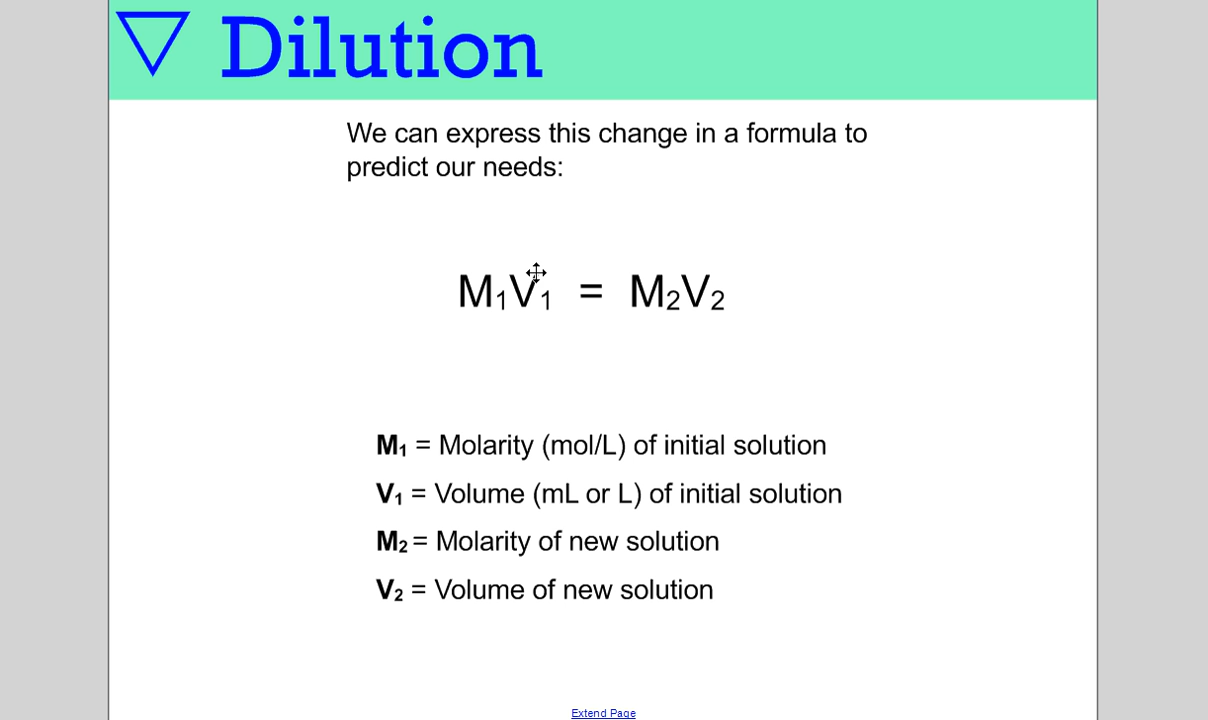 Dilution
We can express this change in a formula to
predict our needs:
M₁V₁ = M₂V₂
M₁ = Molarity (mol/L) of initial solution
V₁ = Volume (mL or L) of initial solution
M₂ = Molarity of new solution
V₂ = Volume of new solution
Extend Page